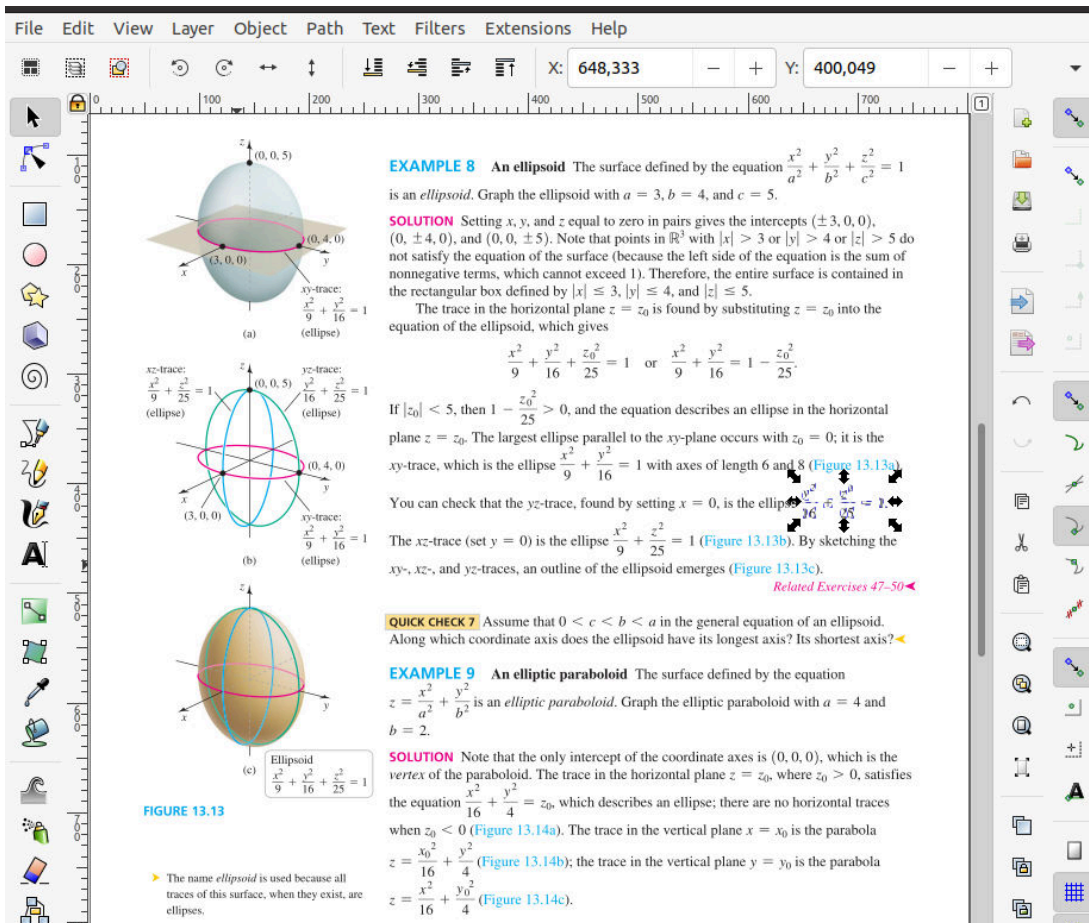 File Edit View Layer Object Path Text Filters Extensions Help
X: 648,333 − + Y: 400,049 − +
0 100 200 300 400 500 600 700
1
z (0, 0, 5)
(0, 4, 0)
(3, 0, 0)
x y
xy-trace:
x²/9 + y²/16 = 1
(a) (ellipse)
xz-trace:
x²/9 + z²/25 = 1
(ellipse)
z (0, 0, 5)
yz-trace:
y²/16 + z²/25 = 1
(ellipse)
(0, 4, 0)
x y
(3, 0, 0)
xy-trace:
x²/9 + y²/16 = 1
(b) (ellipse)
z
x y
(c)
Ellipsoid
x²/9 + y²/16 + z²/25 = 1
FIGURE 13.13
The name ellipsoid is used because all
traces of this surface, when they exist, are
ellipses.
EXAMPLE 8 An ellipsoid The surface defined by the equation x²/a² + y²/b² + z²/c² = 1
is an ellipsoid. Graph the ellipsoid with a = 3, b = 4, and c = 5.
SOLUTION Setting x, y, and z equal to zero in pairs gives the intercepts (±3, 0, 0),
(0, ±4, 0), and (0, 0, ±5). Note that points in ℝ³ with |x| > 3 or |y| > 4 or |z| > 5 do
not satisfy the equation of the surface (because the left side of the equation is the sum of
nonnegative terms, which cannot exceed 1). Therefore, the entire surface is contained in
the rectangular box defined by |x| ≤ 3, |y| ≤ 4, and |z| ≤ 5.
The trace in the horizontal plane z = z₀ is found by substituting z = z₀ into the
equation of the ellipsoid, which gives
x²/9 + y²/16 + z₀²/25 = 1 or x²/9 + y²/16 = 1 − z₀²/25.
If |z₀| < 5, then 1 − z₀²/25 > 0, and the equation describes an ellipse in the horizontal
plane z = z₀. The largest ellipse parallel to the xy-plane occurs with z₀ = 0; it is the
xy-trace, which is the ellipse x²/9 + y²/16 = 1 with axes of length 6 and 8 (Figure 13.13a).
You can check that the yz-trace, found by setting x = 0, is the ellipse
The xz-trace (set y = 0) is the ellipse x²/9 + z²/25 = 1 (Figure 13.13b). By sketching the
xy-, xz-, and yz-traces, an outline of the ellipsoid emerges (Figure 13.13c).
Related Exercises 47–50
QUICK CHECK 7 Assume that 0 < c < b < a in the general equation of an ellipsoid.
Along which coordinate axis does the ellipsoid have its longest axis? Its shortest axis?
EXAMPLE 9 An elliptic paraboloid The surface defined by the equation
z = x²/a² + y²/b² is an elliptic paraboloid. Graph the elliptic paraboloid with a = 4 and
b = 2.
SOLUTION Note that the only intercept of the coordinate axes is (0, 0, 0), which is the
vertex of the paraboloid. The trace in the horizontal plane z = z₀, where z₀ > 0, satisfies
the equation x²/16 + y²/4 = z₀, which describes an ellipse; there are no horizontal traces
when z₀ < 0 (Figure 13.14a). The trace in the vertical plane x = x₀ is the parabola
z = x₀²/16 + y²/4 (Figure 13.14b); the trace in the vertical plane y = y₀ is the parabola
z = x²/16 + y₀²/4 (Figure 13.14c).